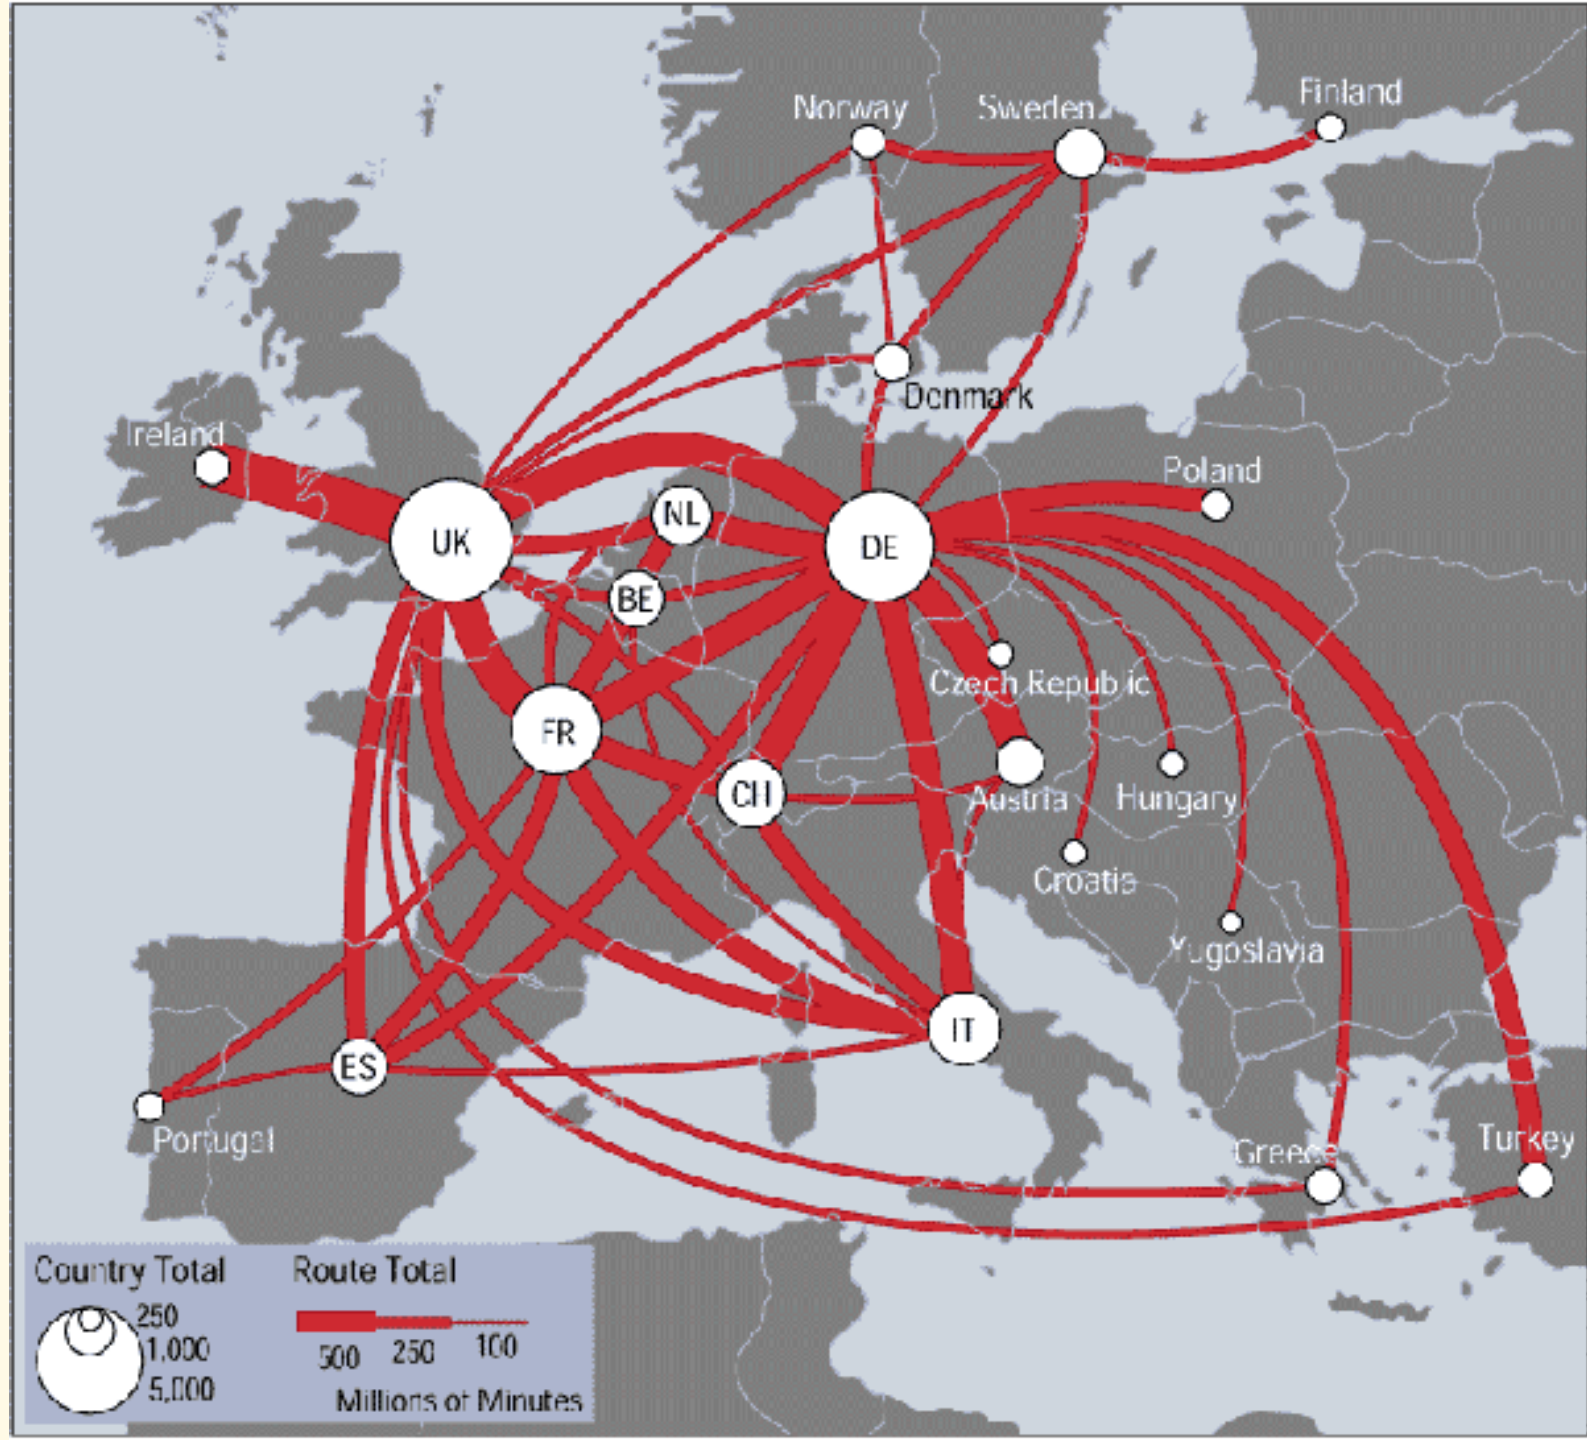 Norway
Sweden
Finland
Denmark
Ireland
Poland
NL
UK
DE
BE
Czech Republic
FR
CH
Austria
Hungary
Croatia
Yugoslavia
IT
ES
Portugal
Greece
Turkey
Country Total
250
1,000
5,000
Route Total
500 250 100
Millions of Minutes